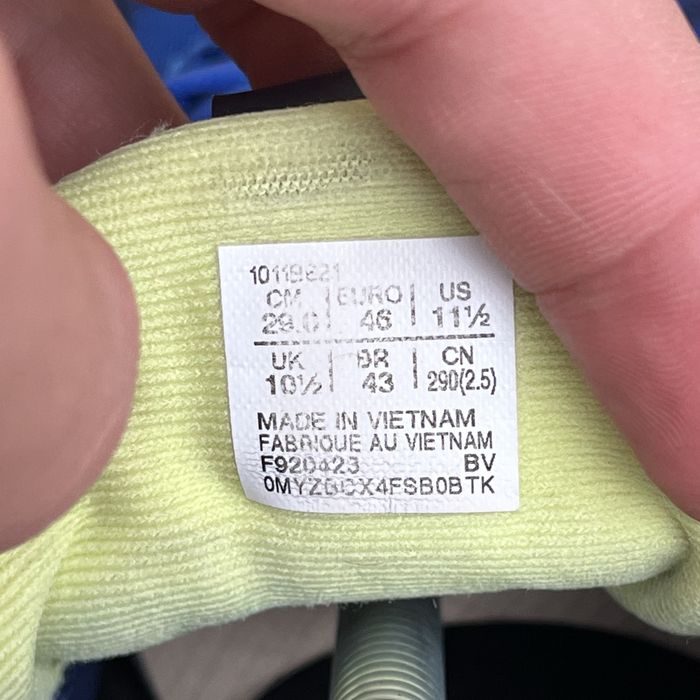 CM EURO US
29.0 46 11½
UK BR CN
10½ 43 290(2.5)
MADE IN VIETNAM
FABRIQUE AU VIETNAM
F920423 BV